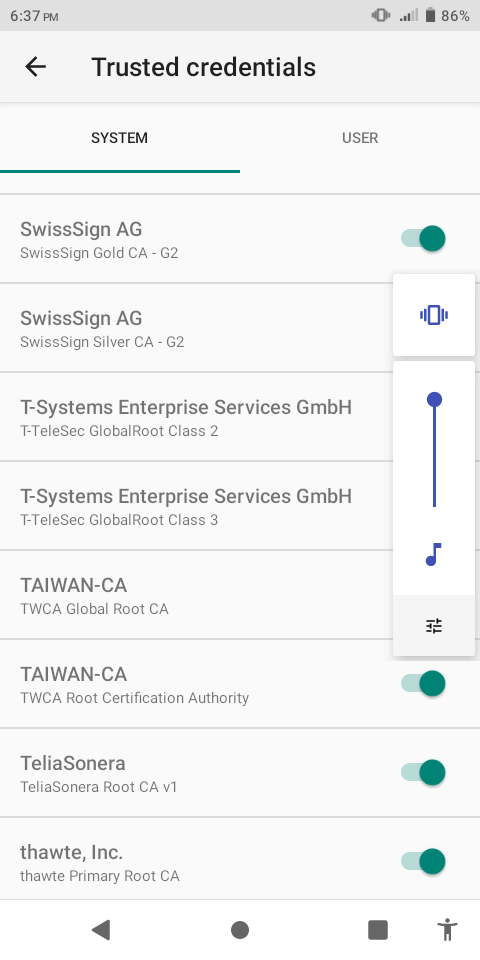 6:37 PM
86%
Trusted credentials
SYSTEM
USER
SwissSign AG
SwissSign Gold CA - G2
SwissSign AG
SwissSign Silver CA - G2
T-Systems Enterprise Services GmbH
T-TeleSec GlobalRoot Class 2
T-Systems Enterprise Services GmbH
T-TeleSec GlobalRoot Class 3
TAIWAN-CA
TWCA Global Root CA
TAIWAN-CA
TWCA Root Certification Authority
TeliaSonera
TeliaSonera Root CA v1
thawte, Inc.
thawte Primary Root CA